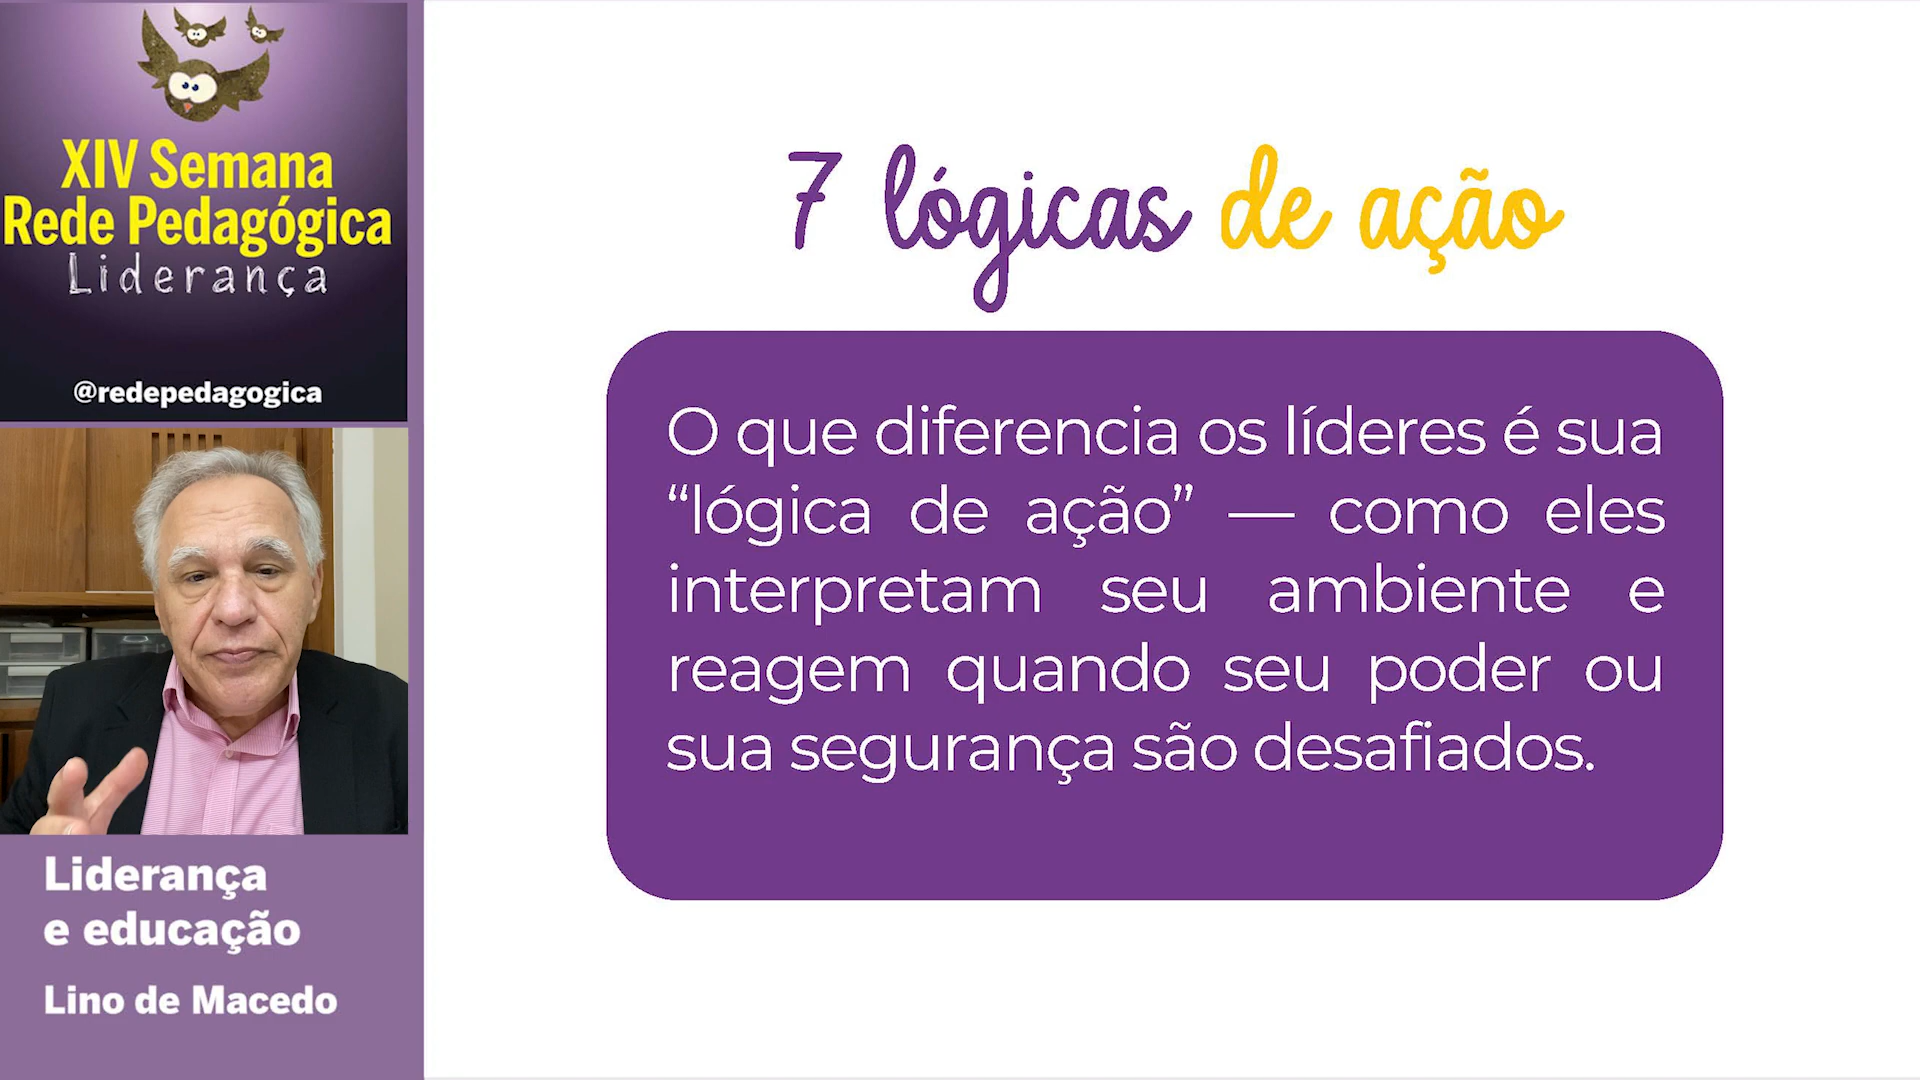 XIV Semana
Rede Pedagógica
Liderança
@redepedagogica
Liderança
e educação
Lino de Macedo
7 lógicas de ação
O que diferencia os líderes é sua
“lógica de ação” — como eles
interpretam seu ambiente e
reagem quando seu poder ou
sua segurança são desafiados.